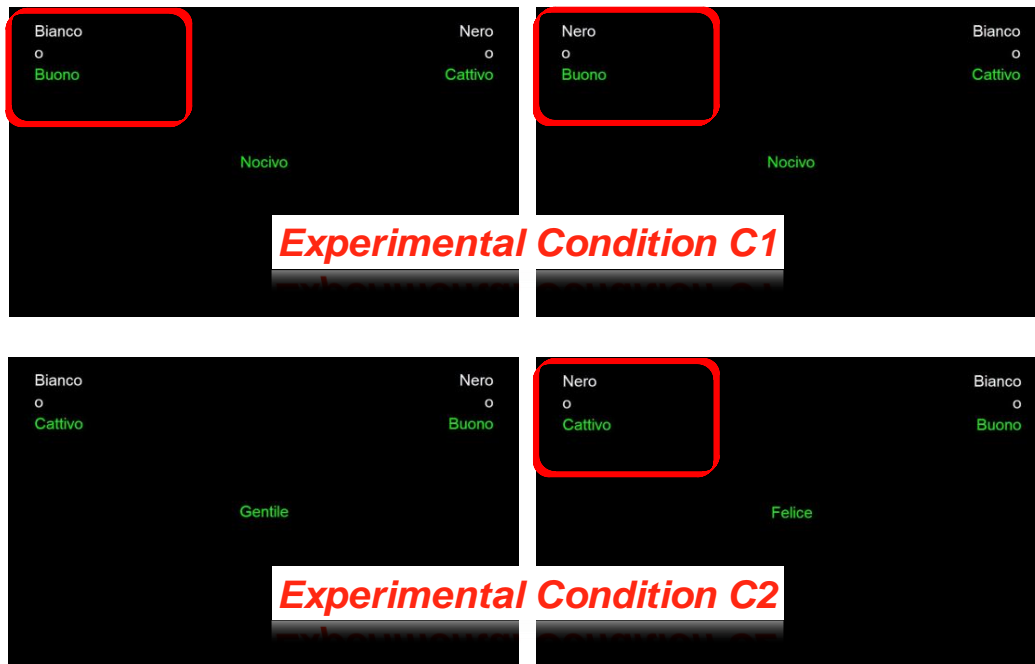 Bianco
o
Buono
Nero
o
Cattivo
Nocivo
Nero
o
Buono
Bianco
o
Cattivo
Nocivo
Experimental Condition C1
Bianco
o
Cattivo
Nero
o
Buono
Gentile
Nero
o
Cattivo
Bianco
o
Buono
Felice
Experimental Condition C2